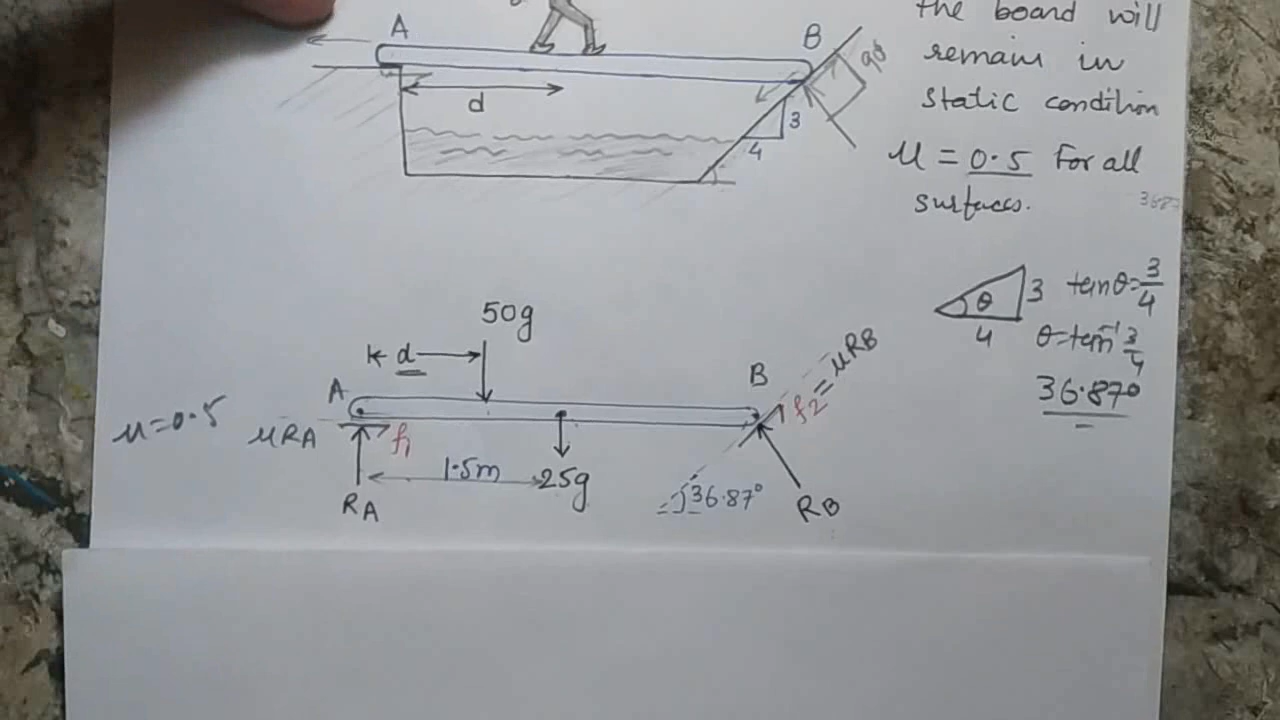 the board will
remain in
static condition
μ = 0.5 for all
surfaces.
A
B
90
d
3
4
3687
3
4
θ
tanθ=3/4
θ=tan⁻¹ 3/4
36.87°
50g
d
A
B
μ=0.5
μRA
f1
f2 = μRB
1.5m
25g
RA
36.87°
RB